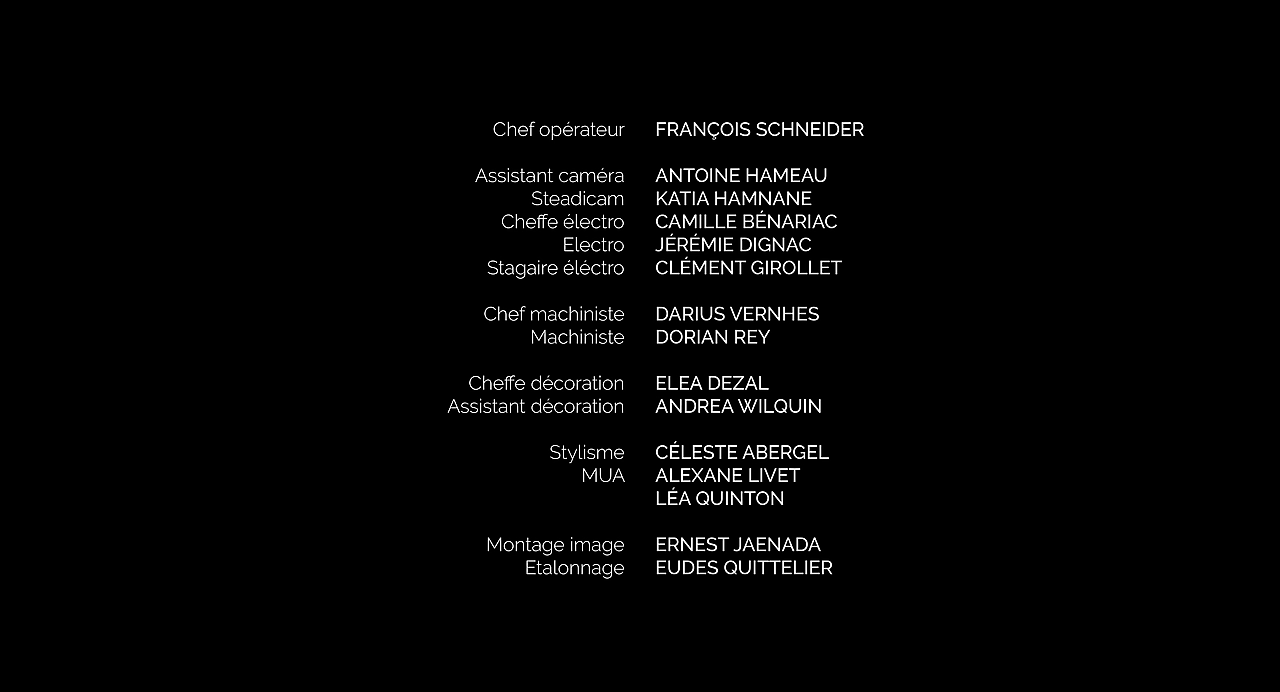 Chef opérateur FRANÇOIS SCHNEIDER
Assistant caméra ANTOINE HAMEAU
Steadicam KATIA HAMNANE
Cheffe électro CAMILLE BÉNARIAC
Electro JÉRÉMIE DIGNAC
Stagaire éléctro CLÉMENT GIROLLET
Chef machiniste DARIUS VERNHES
Machiniste DORIAN REY
Cheffe décoration ELEA DEZAL
Assistant décoration ANDREA WILQUIN
Stylisme CÉLESTE ABERGEL
MUA ALEXANE LIVET
LÉA QUINTON
Montage image ERNEST JAENADA
Etalonnage EUDES QUITTELIER